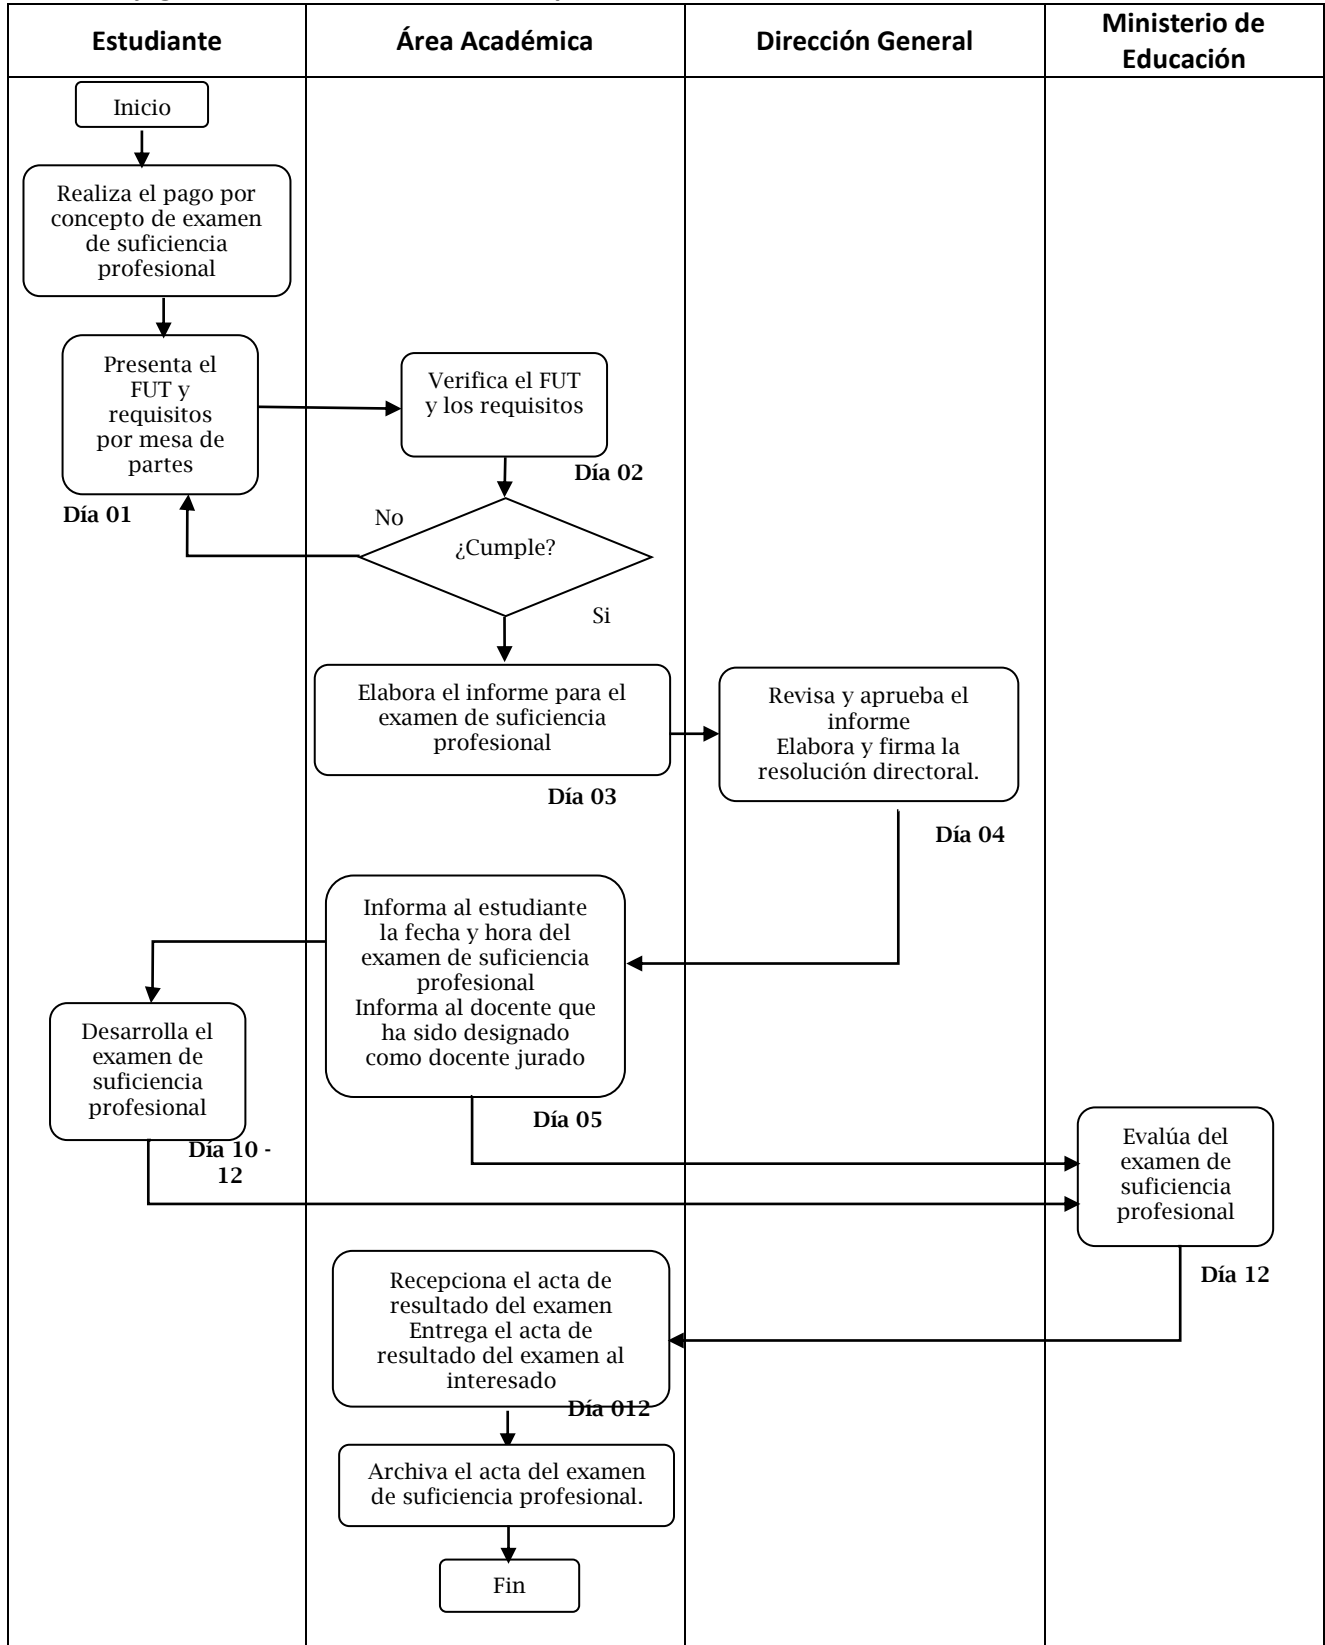 Estudiante
Área Académica
Dirección General
Ministerio de
Educación
Inicio
Realiza el pago por
concepto de examen
de suficiencia
profesional
Presenta el
FUT y
requisitos
por mesa de
partes
Día 01
Verifica el FUT
y los requisitos
Día 02
No
¿Cumple?
Si
Elabora el informe para el
examen de suficiencia
profesional
Día 03
Revisa y aprueba el
informe
Elabora y firma la
resolución directoral.
Día 04
Informa al estudiante
la fecha y hora del
examen de suficiencia
profesional
Informa al docente que
ha sido designado
como docente jurado
Día 05
Desarrolla el
examen de
suficiencia
profesional
Día 10 -
12
Evalúa del
examen de
suficiencia
profesional
Día 12
Recepciona el acta de
resultado del examen
Entrega el acta de
resultado del examen al
interesado
Día 012
Archiva el acta del examen
de suficiencia profesional.
Fin